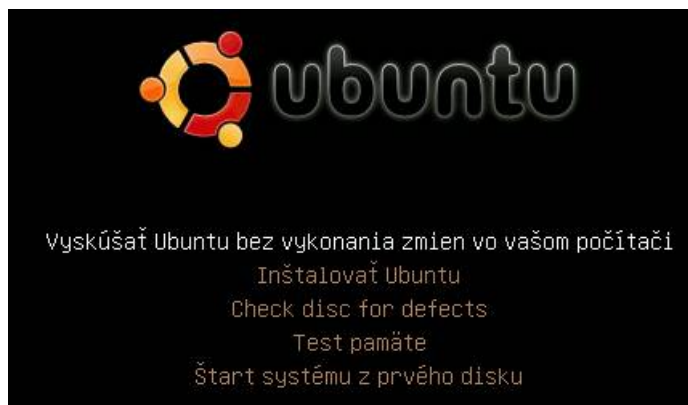 ubuntu
Vyskúšať Ubuntu bez vykonania zmien vo vašom počítači
Inštalovať Ubuntu
Check disc for defects
Test pamäte
Štart systému z prvého disku